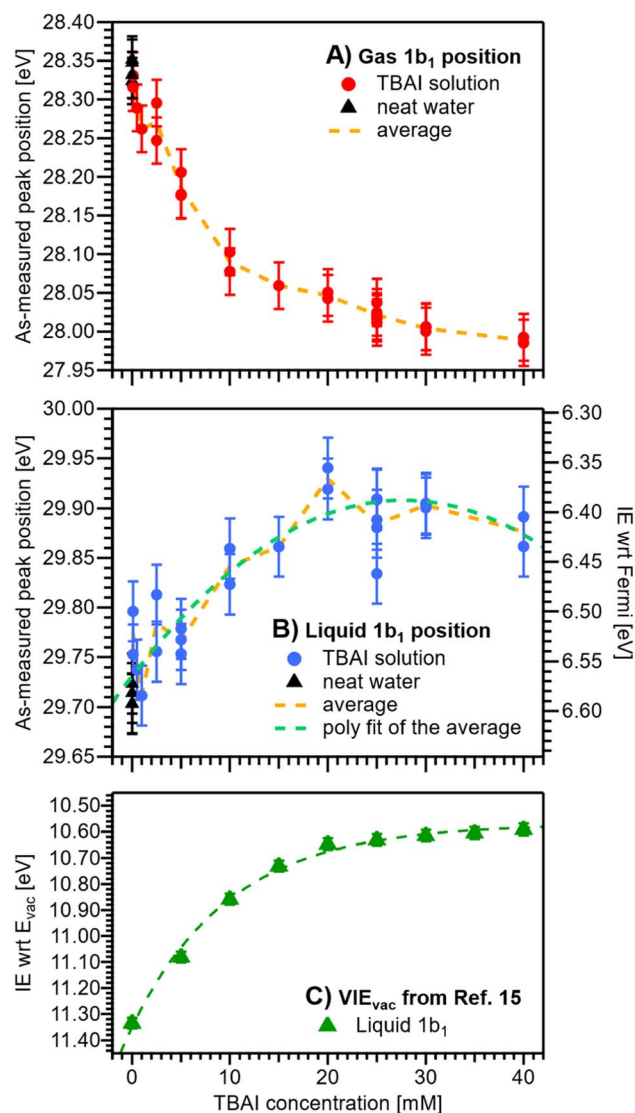 28.40
28.35
28.30
28.25
28.20
28.15
28.10
28.05
28.00
27.95
As-measured peak position [eV]
A) Gas 1b₁ position
TBAI solution
neat water
average
30.00
29.95
29.90
29.85
29.80
29.75
29.70
29.65
As-measured peak position [eV]
6.30
6.35
6.40
6.45
6.50
6.55
6.60
IE wrt Fermi [eV]
B) Liquid 1b₁ position
TBAI solution
neat water
average
poly fit of the average
10.50
10.60
10.70
10.80
10.90
11.00
11.10
11.20
11.30
11.40
IE wrt Eᵥₐc [eV]
C) VIEᵥₐc from Ref. 15
Liquid 1b₁
0 10 20 30 40
TBAI concentration [mM]